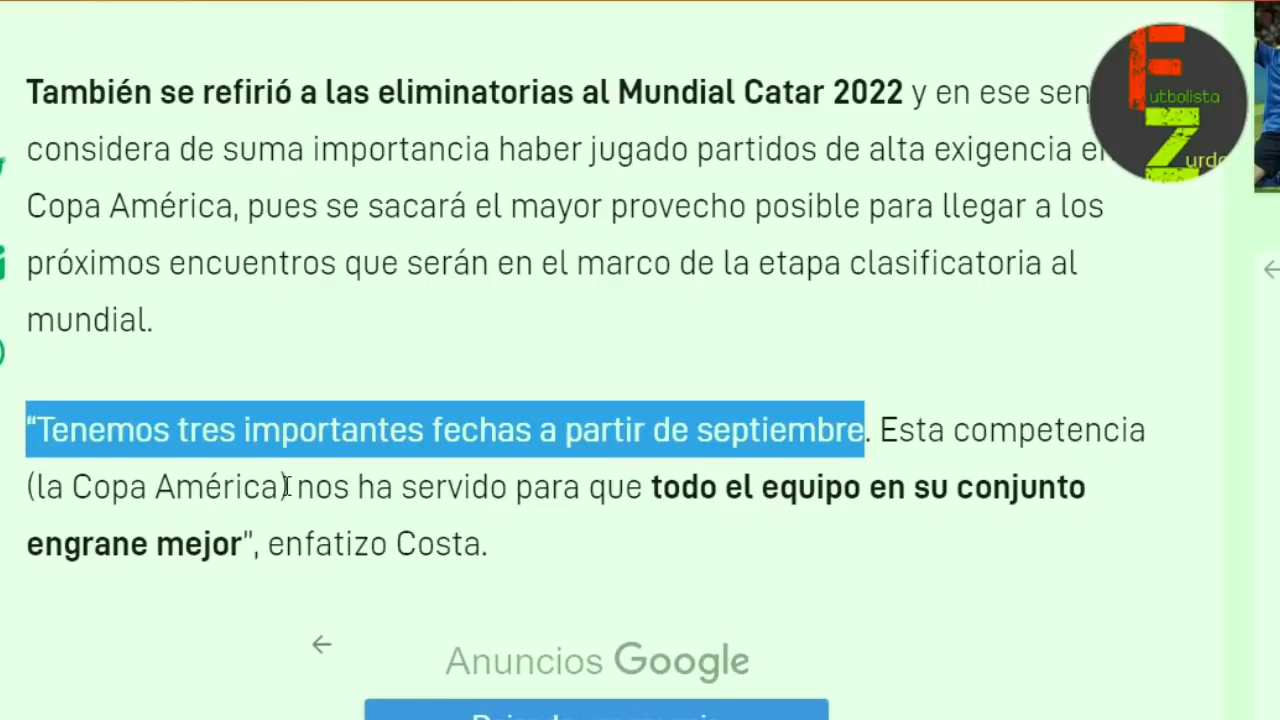 También se refirió a las eliminatorias al Mundial Catar 2022 y en ese sen
considera de suma importancia haber jugado partidos de alta exigencia en
Copa América, pues se sacará el mayor provecho posible para llegar a los
próximos encuentros que serán en el marco de la etapa clasificatoria al
mundial.
“Tenemos tres importantes fechas a partir de septiembre. Esta competencia
(la Copa América) nos ha servido para que todo el equipo en su conjunto
engrane mejor”, enfatizo Costa.
Anuncios Google
Futbolista
Zurdo